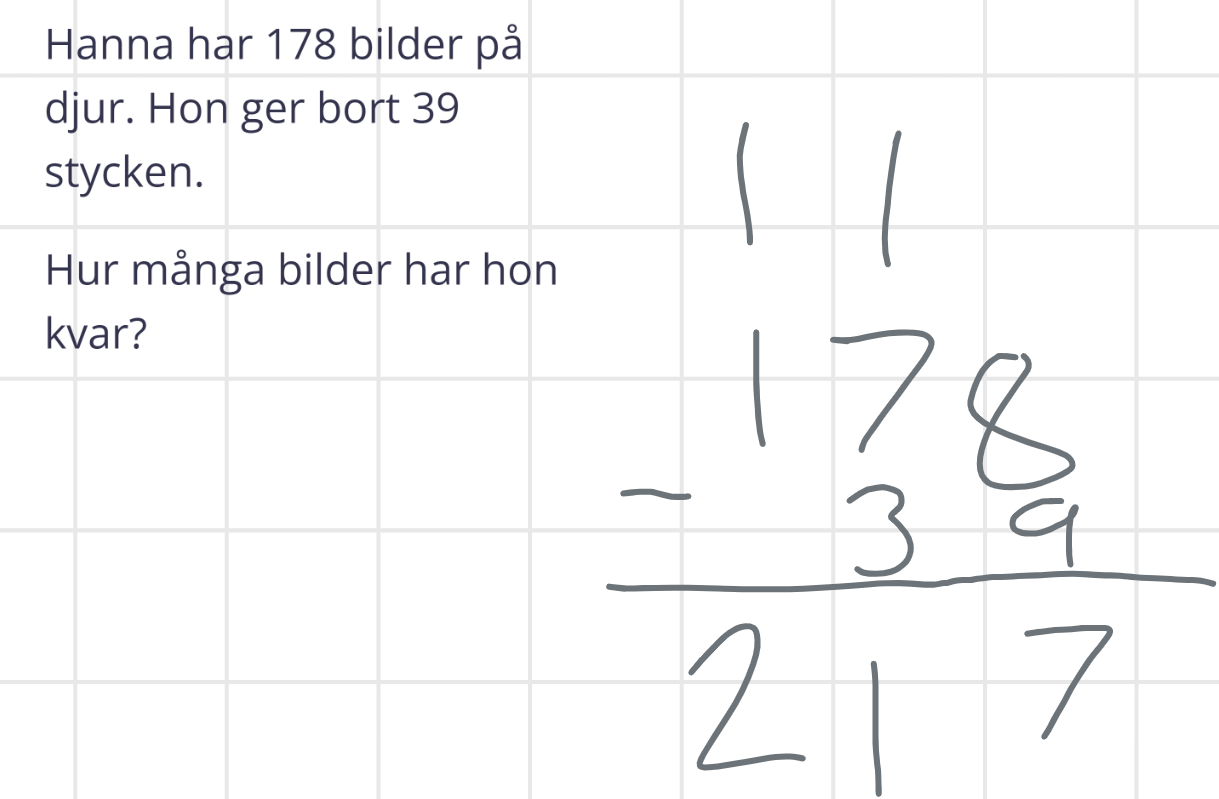 Hanna har 178 bilder på
djur. Hon ger bort 39
stycken.
Hur många bilder har hon
kvar?
1 1
178
- 39
217